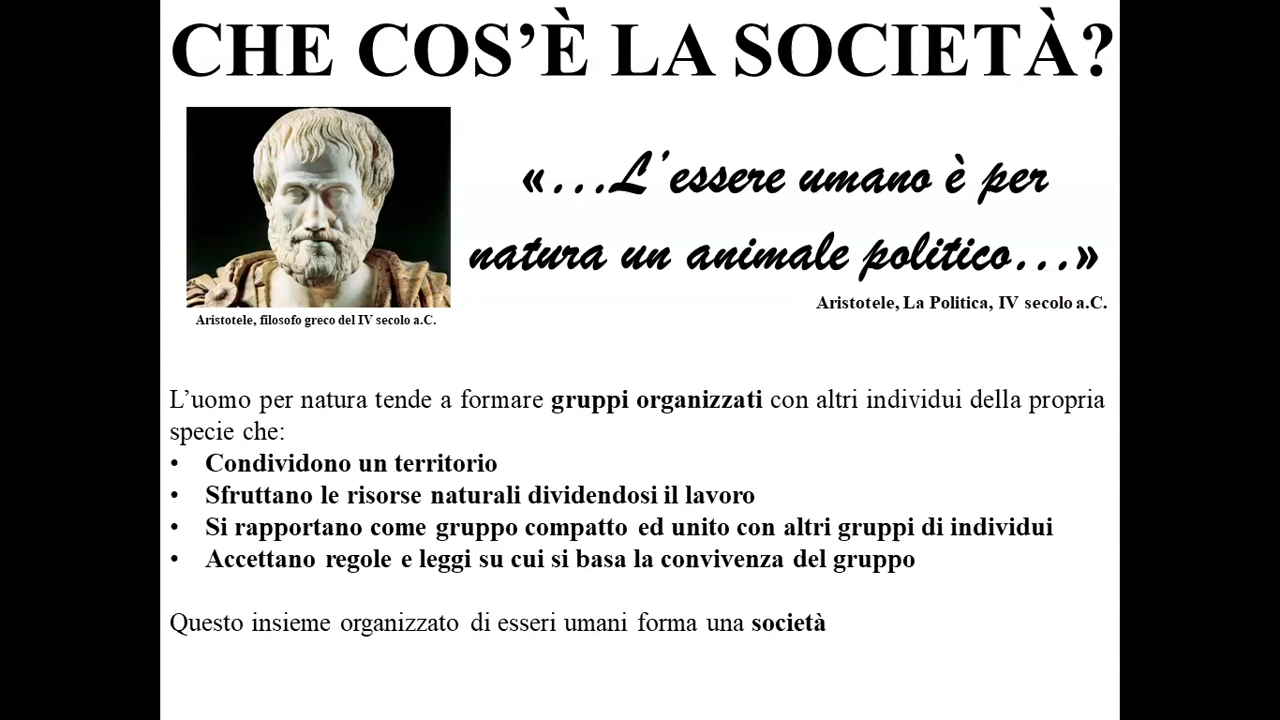 CHE COS’È LA SOCIETÀ?
«…L’essere umano è per
natura un animale politico…»
Aristotele, La Politica, IV secolo a.C.
Aristotele, filosofo greco del IV secolo a.C.
L’uomo per natura tende a formare gruppi organizzati con altri individui della propria
specie che:
• Condividono un territorio
• Sfruttano le risorse naturali dividendosi il lavoro
• Si rapportano come gruppo compatto ed unito con altri gruppi di individui
• Accettano regole e leggi su cui si basa la convivenza del gruppo
Questo insieme organizzato di esseri umani forma una società